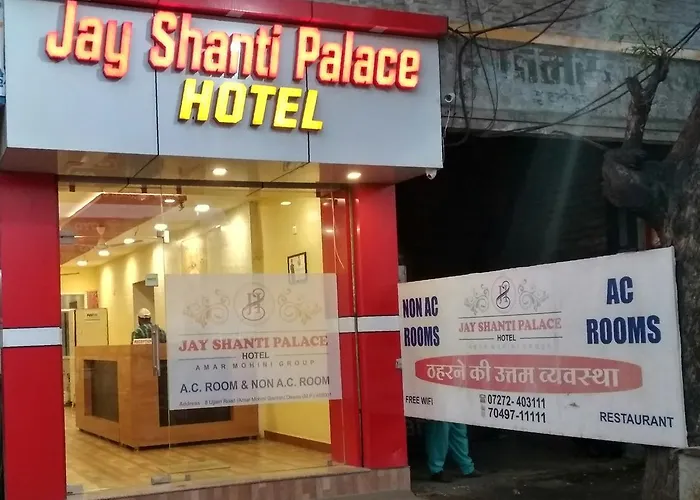 Jay Shanti Palace
HOTEL
JAY SHANTI PALACE
HOTEL
AMAR MOHINI GROUP
A.C. ROOM & NON A.C. ROOM
NON AC
ROOMS
JAY SHANTI PALACE
HOTEL
AC
ROOMS
ठहरने की उत्तम व्यवस्था
FREE WIFI
07272-403111
70497-11111
RESTAURANT